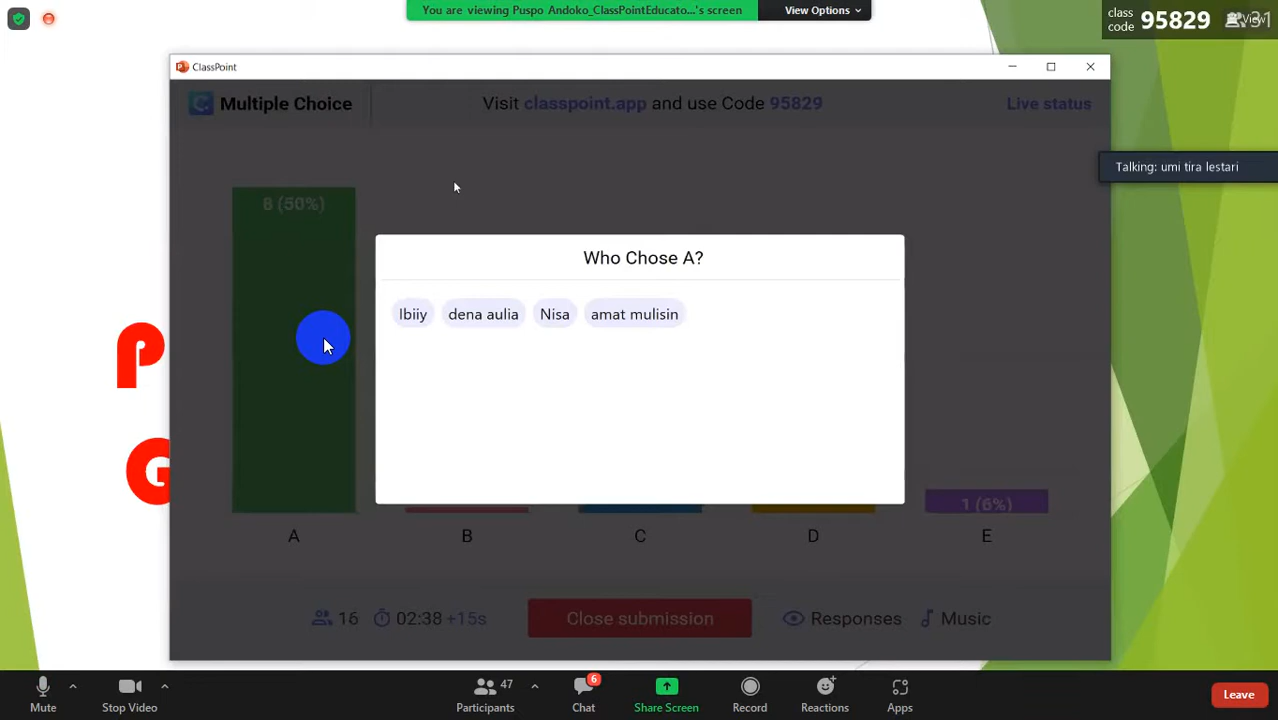 You are viewing Puspo Andoko_ClassPointEducato...'s screen
View Options
class code 95829
31
View
ClassPoint
Multiple Choice
Visit classpoint.app and use Code 95829
Live status
Talking: umi tira lestari
8 (50%)
Who Chose A?
Ibiiy dena aulia Nisa amat mulisin
P
G
1 (6%)
A B C D E
16 02:38 +15s Close submission Responses Music
47
6
Mute Stop Video Participants Chat Share Screen Record Reactions Apps Leave